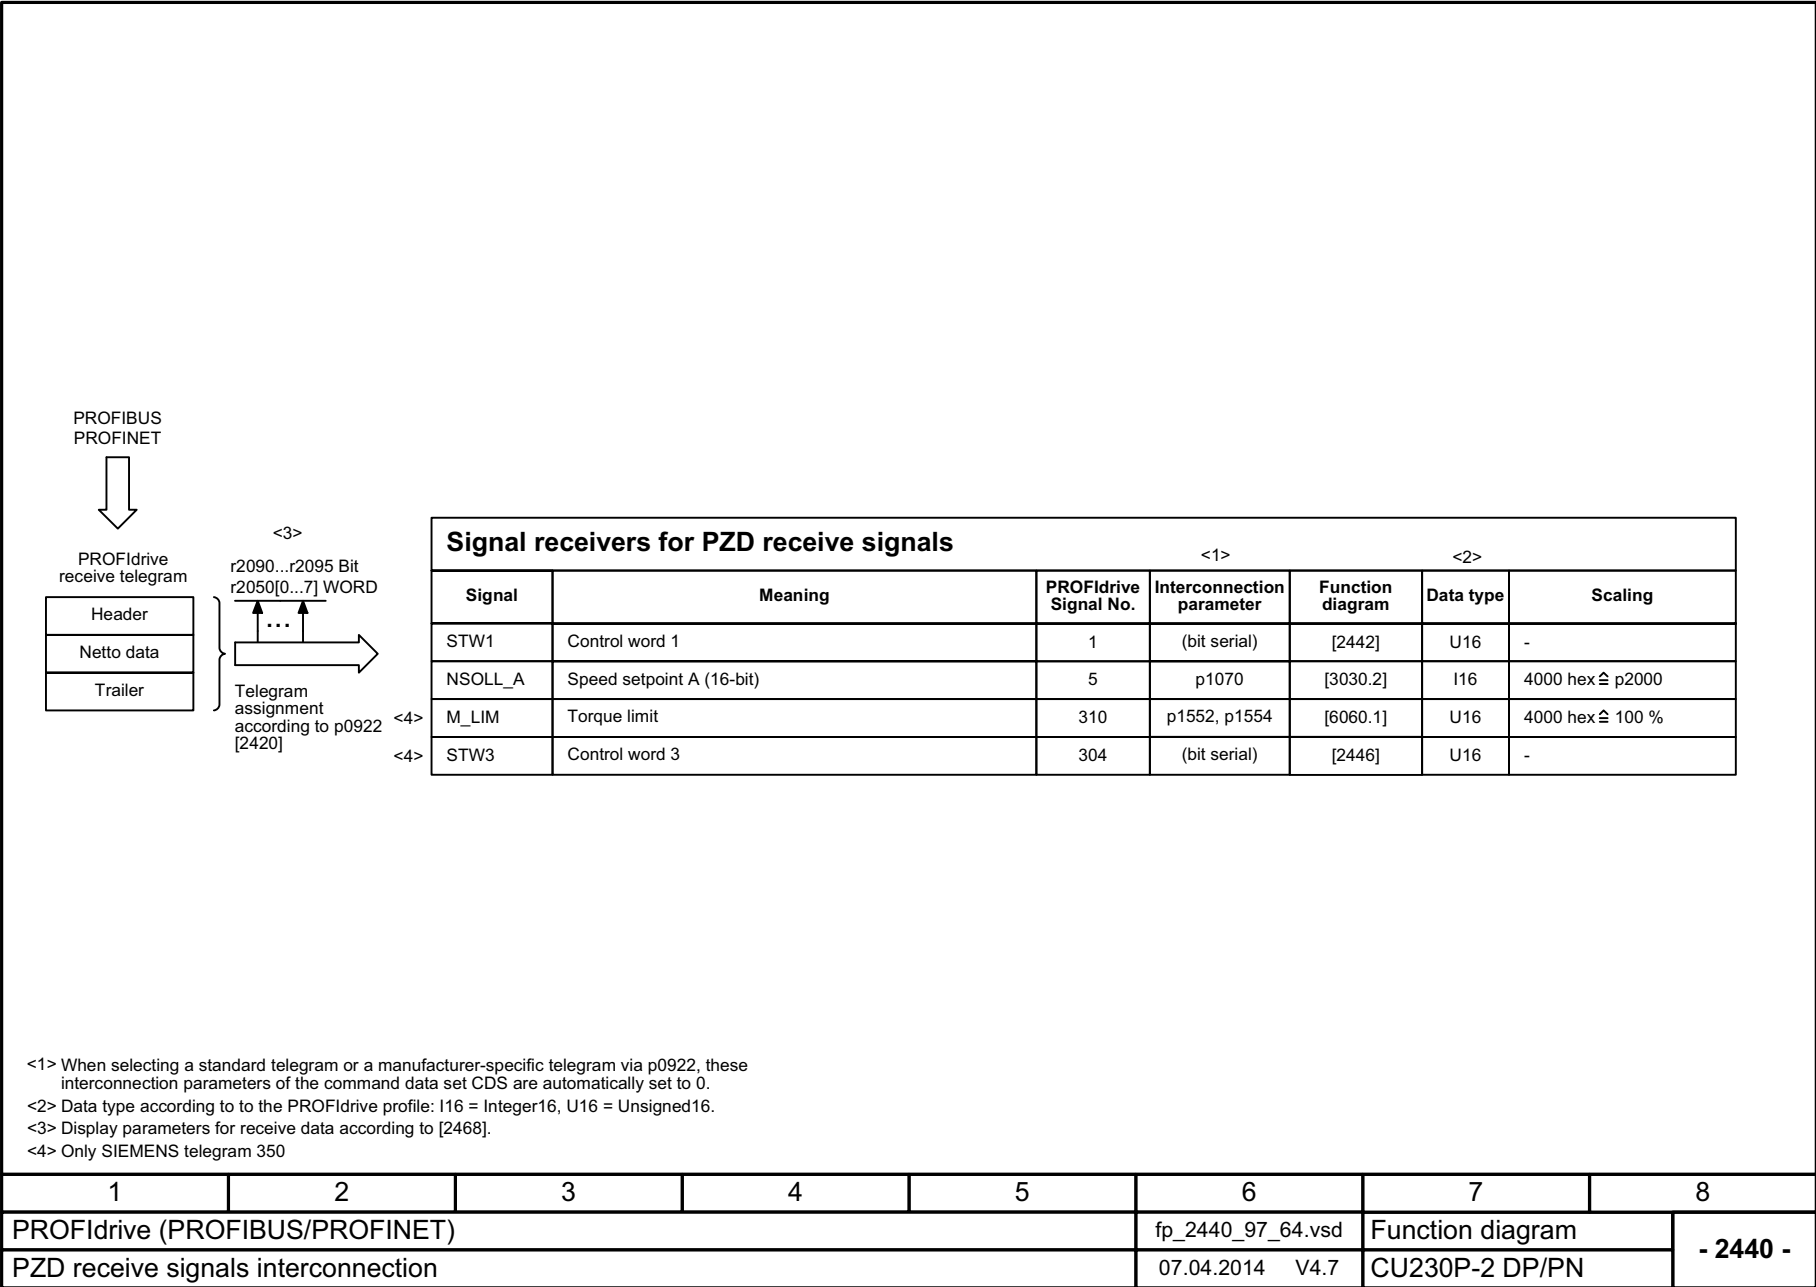 PROFIBUS
PROFINET
PROFIdrive
receive telegram
Header
Netto data
Trailer
<3>
r2090...r2095 Bit
r2050[0...7] WORD
...
Telegram
assignment
according to p0922
[2420]
Signal receivers for PZD receive signals
<1> <2>
Signal Meaning PROFIdrive Signal No. Interconnection parameter Function diagram Data type Scaling
STW1 Control word 1 1 (bit serial) [2442] U16 -
NSOLL_A Speed setpoint A (16-bit) 5 p1070 [3030.2] I16 4000 hex ≙ p2000
<4> M_LIM Torque limit 310 p1552, p1554 [6060.1] U16 4000 hex ≙ 100 %
<4> STW3 Control word 3 304 (bit serial) [2446] U16 -
<1> When selecting a standard telegram or a manufacturer-specific telegram via p0922, these
interconnection parameters of the command data set CDS are automatically set to 0.
<2> Data type according to to the PROFIdrive profile: I16 = Integer16, U16 = Unsigned16.
<3> Display parameters for receive data according to [2468].
<4> Only SIEMENS telegram 350
1 2 3 4 5 6 7 8
PROFIdrive (PROFIBUS/PROFINET) fp_2440_97_64.vsd Function diagram
- 2440 -
PZD receive signals interconnection 07.04.2014 V4.7 CU230P-2 DP/PN